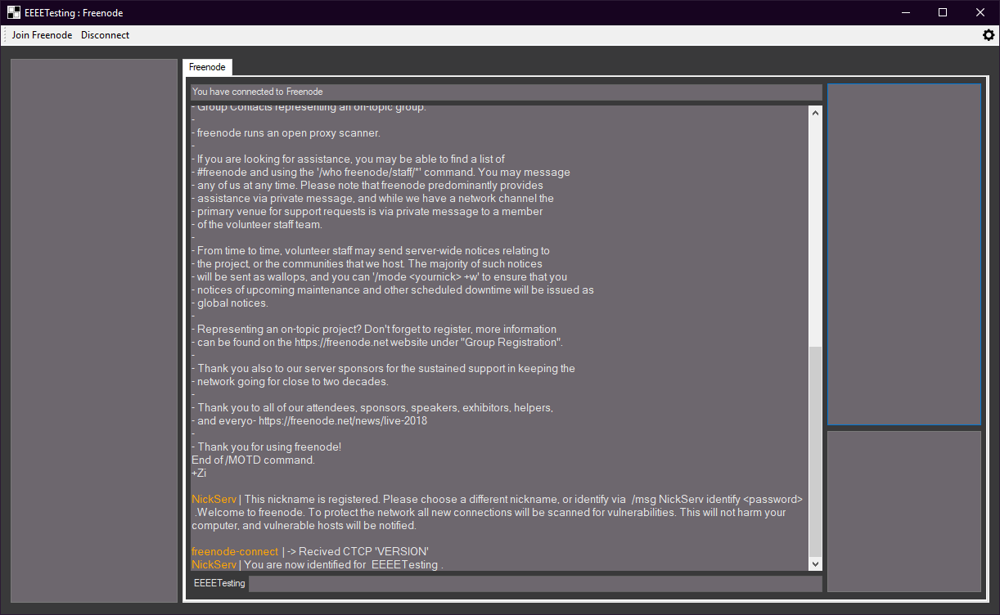 EEEETesting : Freenode
Join Freenode Disconnect
Freenode
You have connected to Freenode
- Group Contacts representing an on-topic group.
-
- freenode runs an open proxy scanner.
-
- If you are looking for assistance, you may be able to find a list of
- #freenode and using the '/who freenode/staff/*' command. You may message
- any of us at any time. Please note that freenode predominantly provides
- assistance via private message, and while we have a network channel the
- primary venue for support requests is via private message to a member
- of the volunteer staff team.
-
- From time to time, volunteer staff may send server-wide notices relating to
- the project, or the communities that we host. The majority of such notices
- will be sent as wallops, and you can '/mode <yournick> +w' to ensure that you
- notices of upcoming maintenance and other scheduled downtime will be issued as
- global notices.
-
- Representing an on-topic project? Don't forget to register, more information
- can be found on the https://freenode.net website under "Group Registration".
-
- Thank you also to our server sponsors for the sustained support in keeping the
- network going for close to two decades.
-
- Thank you to all of our attendees, sponsors, speakers, exhibitors, helpers,
- and everyo- https://freenode.net/news/live-2018
-
- Thank you for using freenode!
End of /MOTD command.
+Zi
NickServ | This nickname is registered. Please choose a different nickname, or identify via /msg NickServ identify <password>
.Welcome to freenode. To protect the network all new connections will be scanned for vulnerabilities. This will not harm your
computer, and vulnerable hosts will be notified.
freenode-connect | -> Recived CTCP 'VERSION'
NickServ | You are now identified for EEEETesting .
EEEETesting